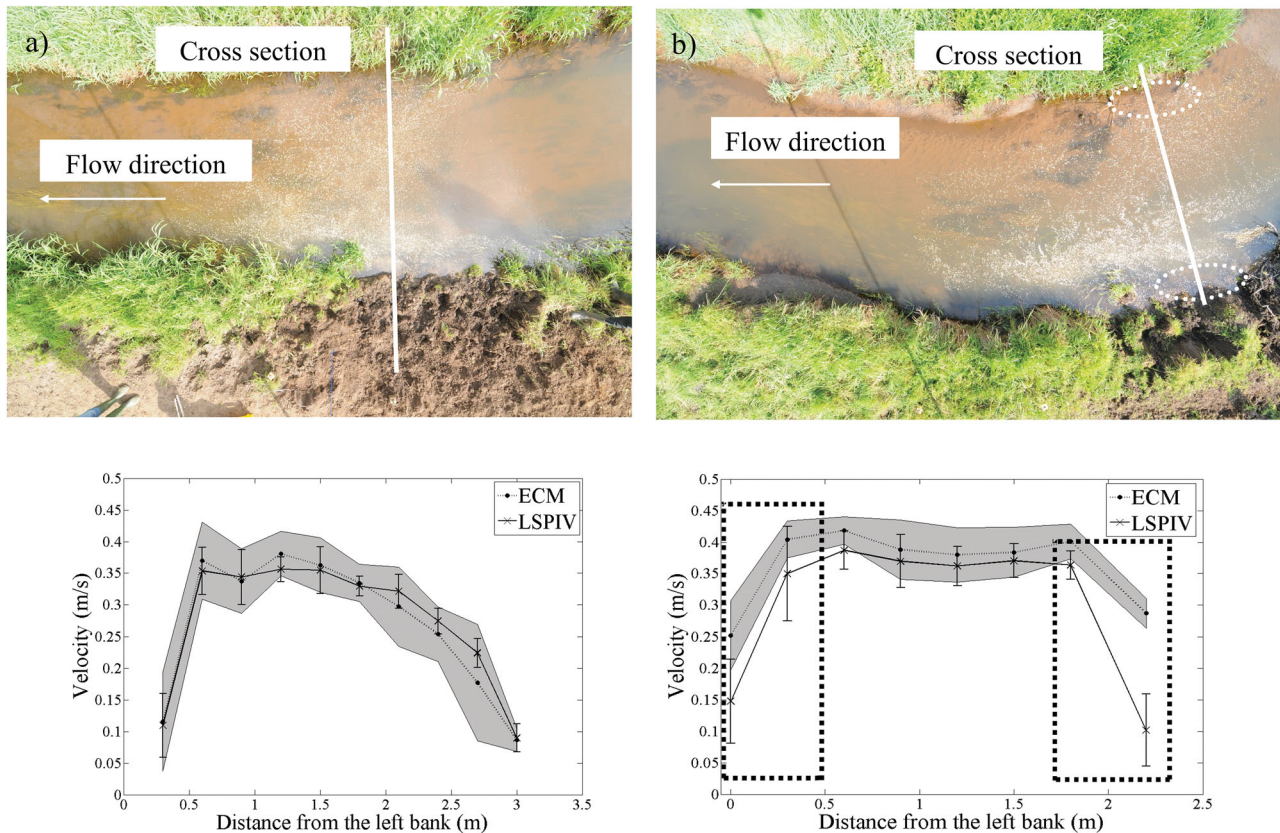 a)
Cross section
Flow direction
b)
Cross section
Flow direction
0.5
0.45
0.4
0.35
0.3
0.25
0.2
0.15
0.1
0.05
0
Velocity (m/s)
ECM
LSPIV
0
0.5
1
1.5
2
2.5
3
3.5
Distance from the left bank (m)
0.5
0.45
0.4
0.35
0.3
0.25
0.2
0.15
0.1
0.05
0
Velocity (m/s)
ECM
LSPIV
0
0.5
1
1.5
2
2.5
Distance from the left bank (m)